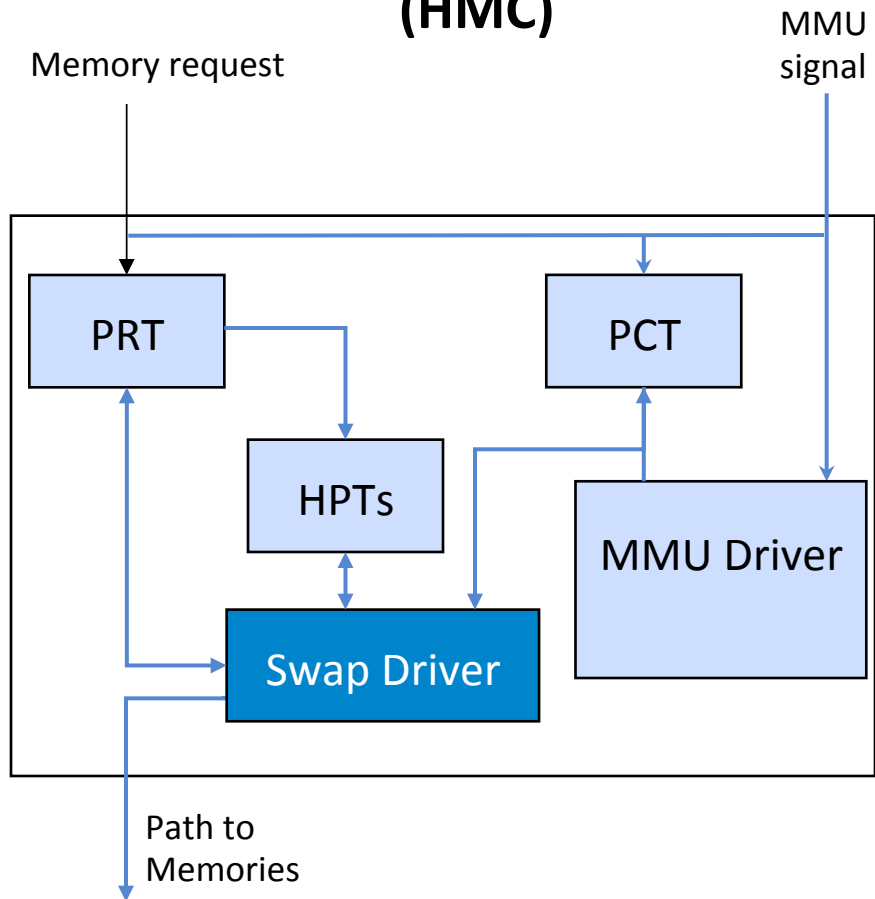 (HMC)
MMU
signal
Memory request
PRT
PCT
HPTs
MMU Driver
Swap Driver
Path to
Memories